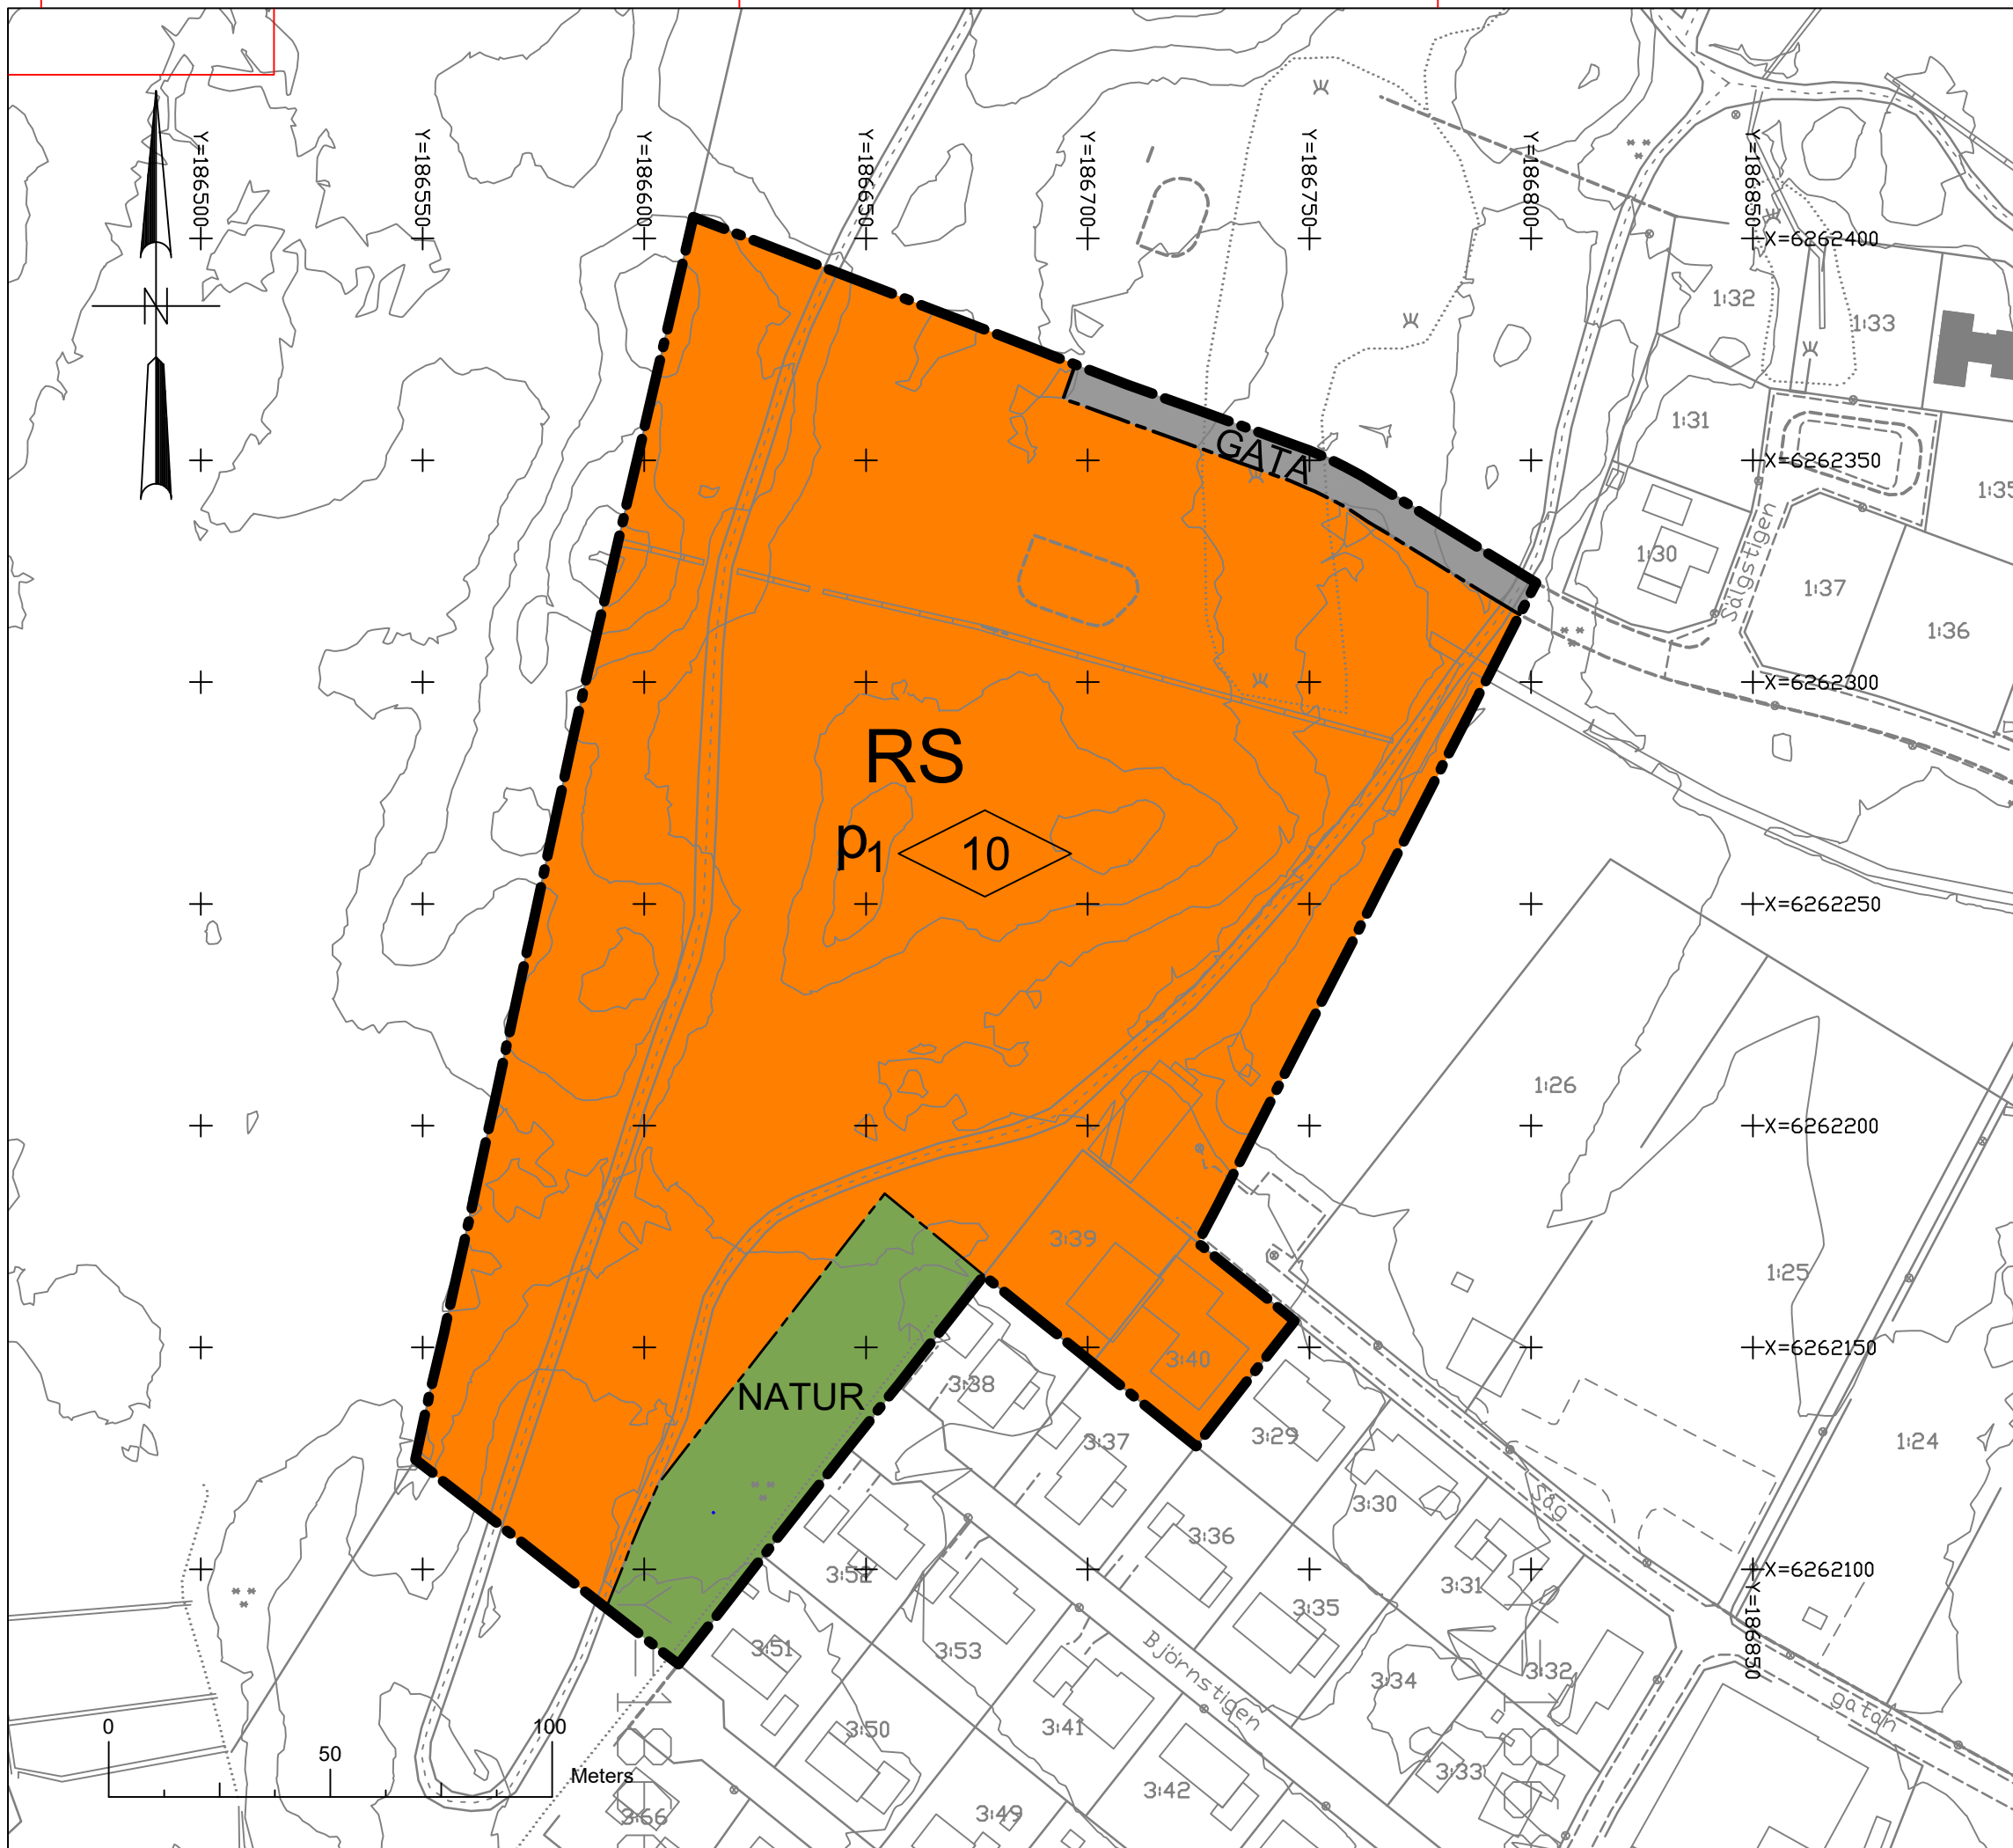 Y=186500
Y=186550
Y=186600
Y=186650
Y=186700
Y=186750
Y=186800
Y=186850
X=6262400
N
1:32
1:33
1:31
GATA
X=6262350
1:35
1:30
Sälgstigen
1:37
1:36
X=6262300
RS
p1
10
X=6262250
1:26
X=6262200
3:39
1:25
3:40
X=6262150
NATUR
3:38
3:37
3:29
1:24
3:30
Säg
3:36
3:52
X=6262100
3:31
3:35
Y=186850
3:51
3:53
Björnstigen
3:34
3:32
gatan
3:50
3:41
0
50
100
Meters
3:42
3:33
3:66
3:49